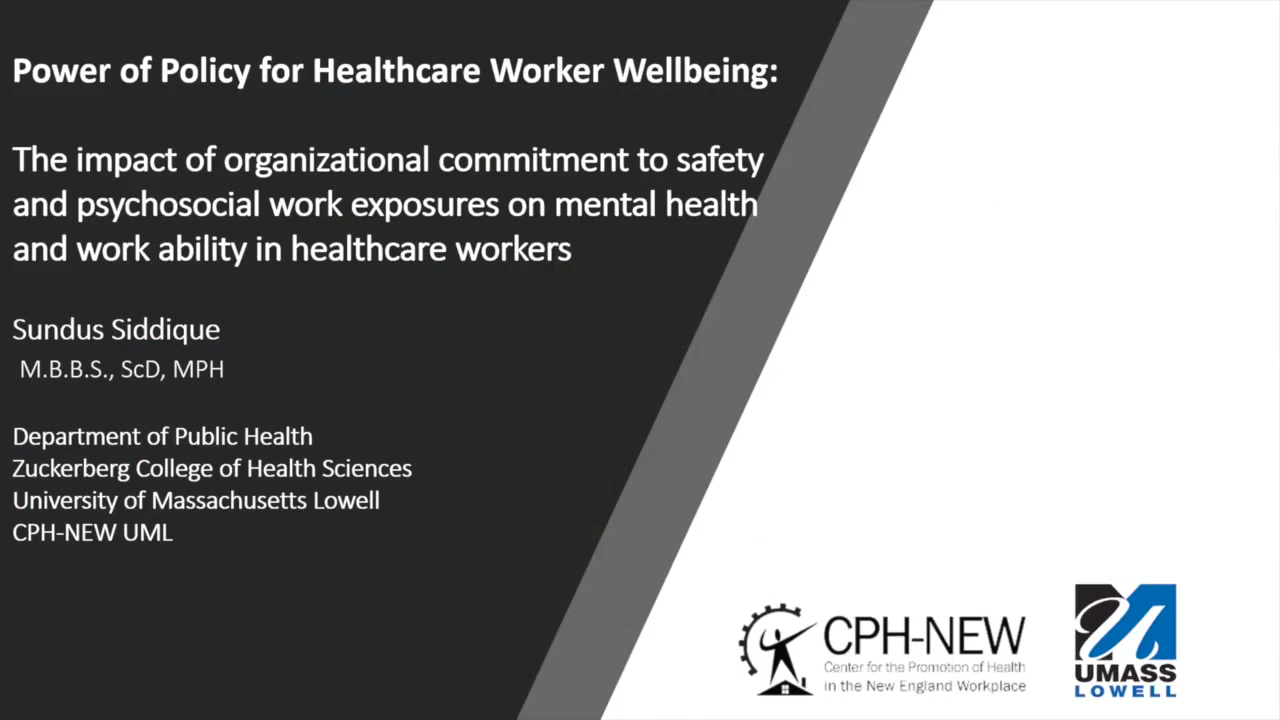 Power of Policy for Healthcare Worker Wellbeing:
The impact of organizational commitment to safety
and psychosocial work exposures on mental health
and work ability in healthcare workers
Sundus Siddique
M.B.B.S., ScD, MPH
Department of Public Health
Zuckerberg College of Health Sciences
University of Massachusetts Lowell
CPH-NEW UML
CPH-NEW
Center for the Promotion of Health
in the New England Workplace
UMASS
LOWELL